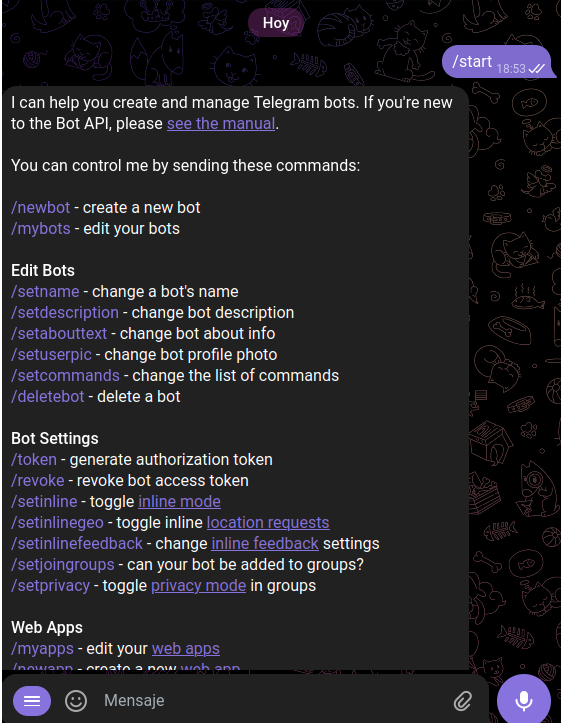 Hoy
/start 18:53
I can help you create and manage Telegram bots. If you're new
to the Bot API, please see the manual.
You can control me by sending these commands:
/newbot - create a new bot
/mybots - edit your bots
Edit Bots
/setname - change a bot's name
/setdescription - change bot description
/setabouttext - change bot about info
/setuserpic - change bot profile photo
/setcommands - change the list of commands
/deletebot - delete a bot
Bot Settings
/token - generate authorization token
/revoke - revoke bot access token
/setinline - toggle inline mode
/setinlinegeo - toggle inline location requests
/setinlinefeedback - change inline feedback settings
/setjoingroups - can your bot be added to groups?
/setprivacy - toggle privacy mode in groups
Web Apps
/myapps - edit your web apps
/newapp - create a new web app
Mensaje